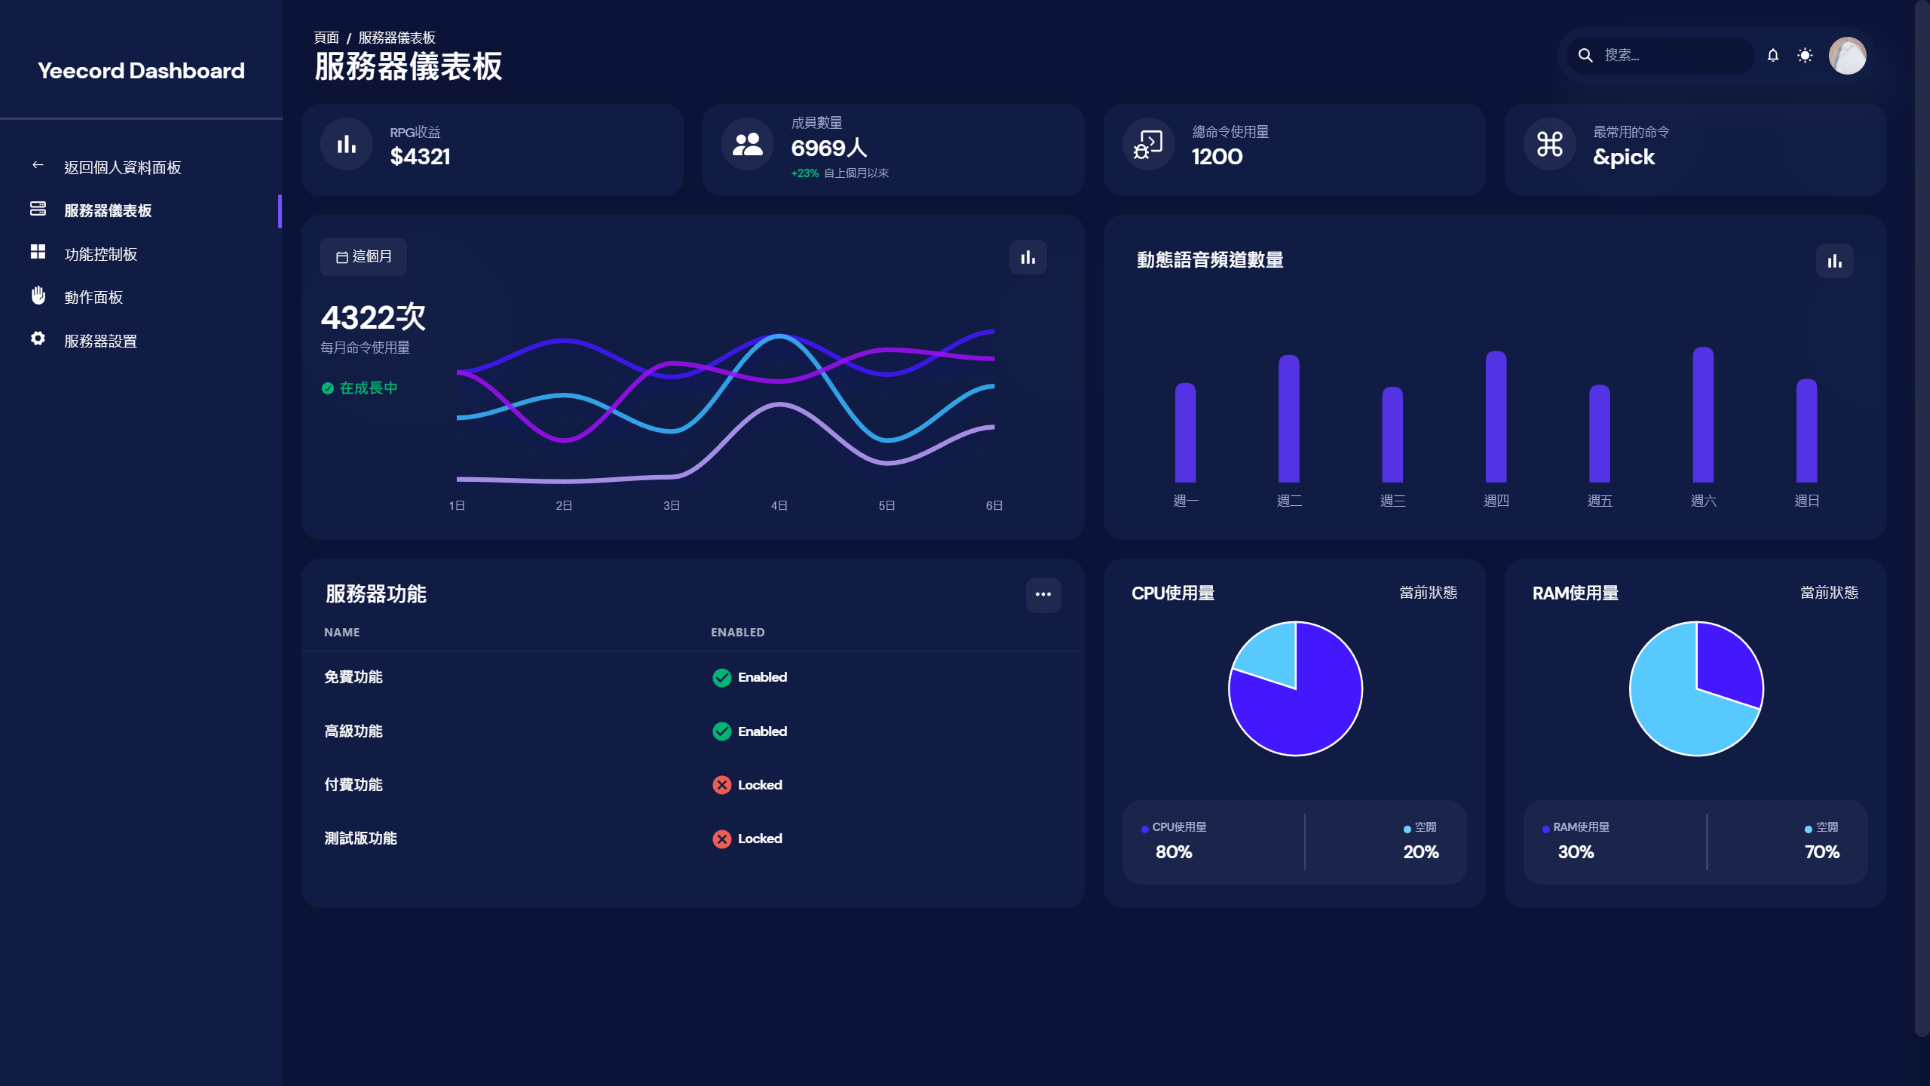 Yeecord Dashboard
返回個人資料面板
服務器儀表板
功能控制板
動作面板
服務器設置
頁面 / 服務器儀表板
服務器儀表板
搜索...
RPG收益
$4321
成員數量
6969人
+23% 自上個月以來
總命令使用量
1200
最常用的命令
&pick
這個月
4322次
每月命令使用量
在成長中
1日 2日 3日 4日 5日 6日
動態語音頻道數量
週一 週二 週三 週四 週五 週六 週日
服務器功能
NAME ENABLED
免費功能 Enabled
高級功能 Enabled
付費功能 Locked
測試版功能 Locked
CPU使用量 當前狀態
CPU使用量 空閒
80% 20%
RAM使用量 當前狀態
RAM使用量 空閒
30% 70%